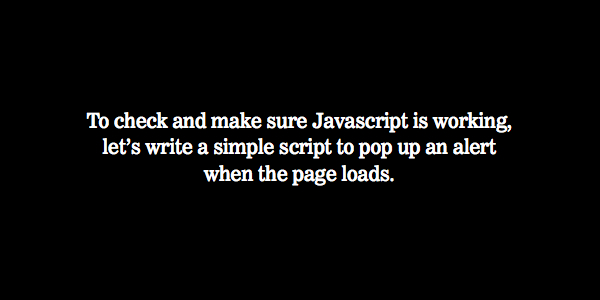 To check and make sure Javascript is working,
let’s write a simple script to pop up an alert
when the page loads.